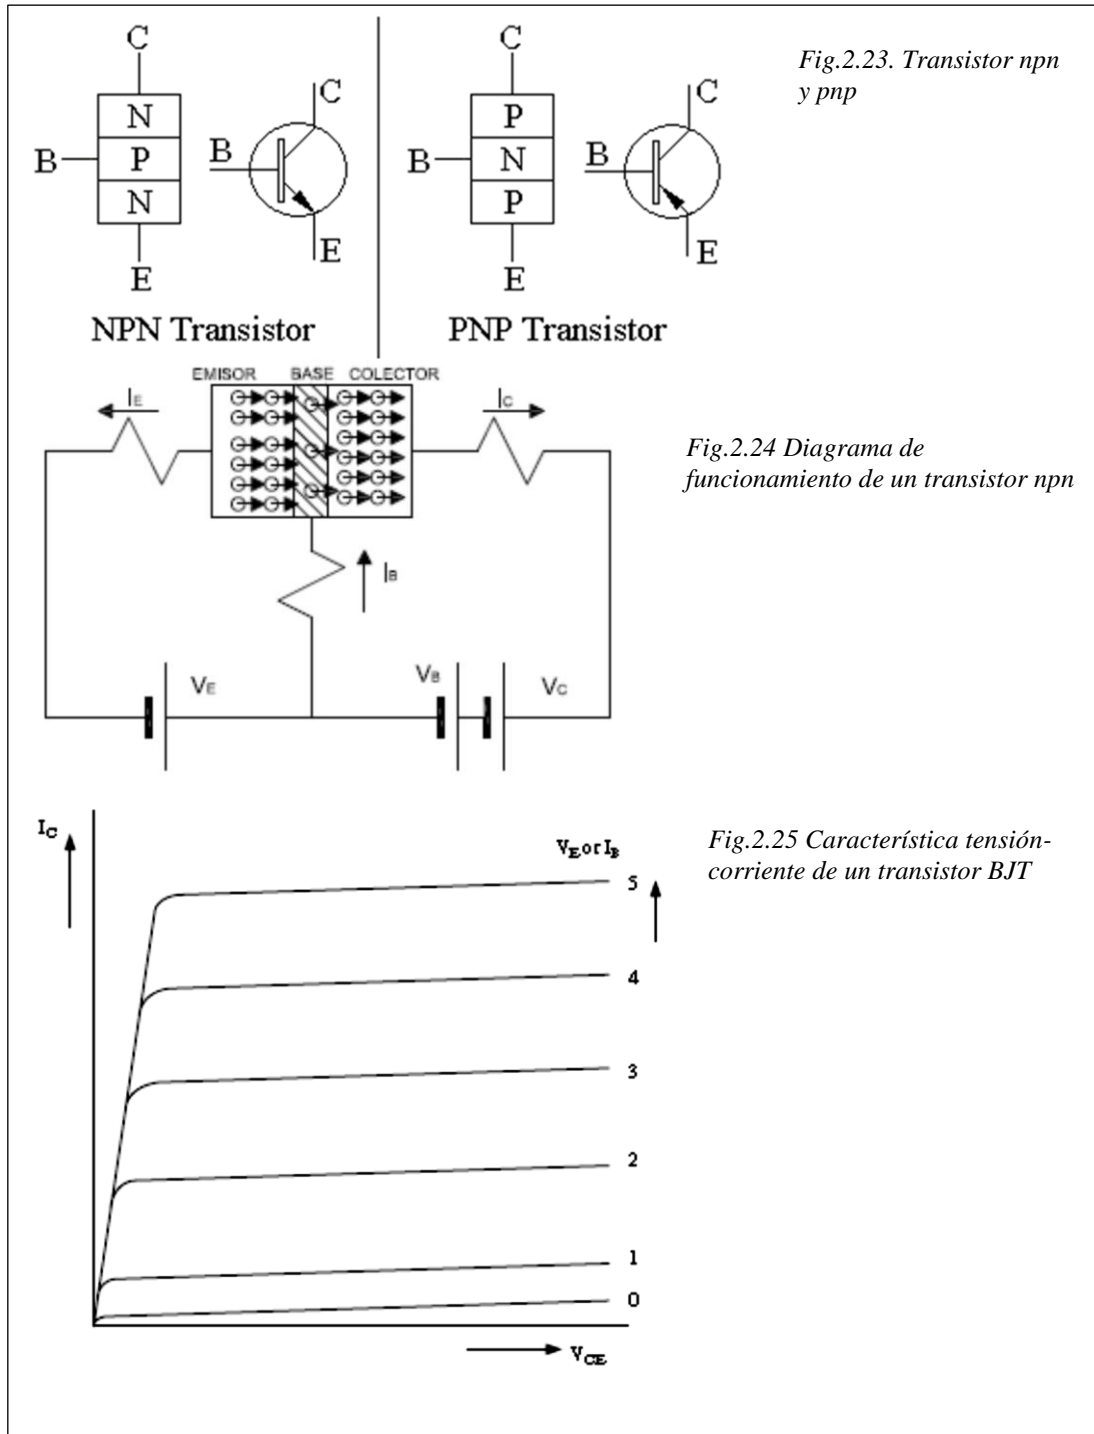 C
C
Fig.2.23. Transistor npn
y pnp
N
C
P
C
B
P
B
B
N
B
N
E
P
E
E
E
NPN Transistor
PNP Transistor
EMISOR BASE COLECTOR
IE
IC
Fig.2.24 Diagrama de
funcionamiento de un transistor npn
IB
VE
VB
VC
IC
VE or IB
Fig.2.25 Característica tensión-
corriente de un transistor BJT
5
4
3
2
1
0
VCE